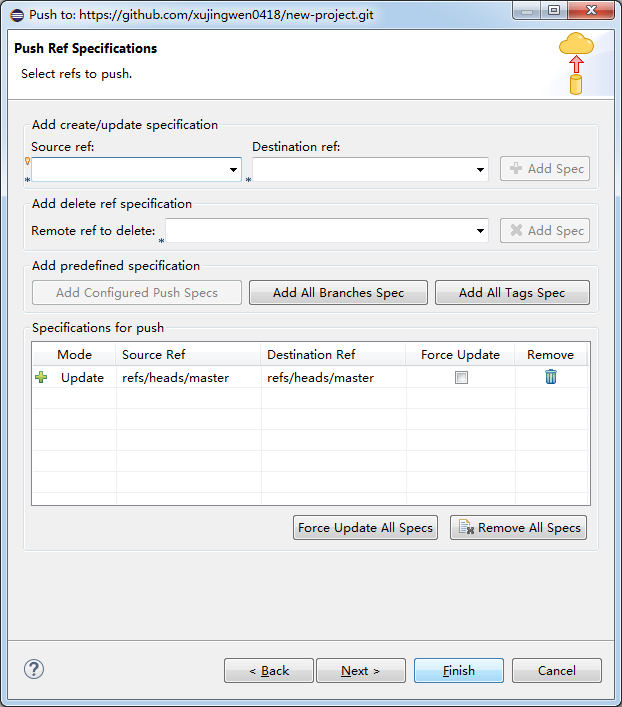 Push to: https://github.com/xujingwen0418/new-project.git
Push Ref Specifications
Select refs to push.
Add create/update specification
Source ref: Destination ref:
* * Add Spec
Add delete ref specification
Remote ref to delete: * Add Spec
Add predefined specification
Add Configured Push Specs Add All Branches Spec Add All Tags Spec
Specifications for push
Mode Source Ref Destination Ref Force Update Remove
Update refs/heads/master refs/heads/master
Force Update All Specs Remove All Specs
? < Back Next > Finish Cancel